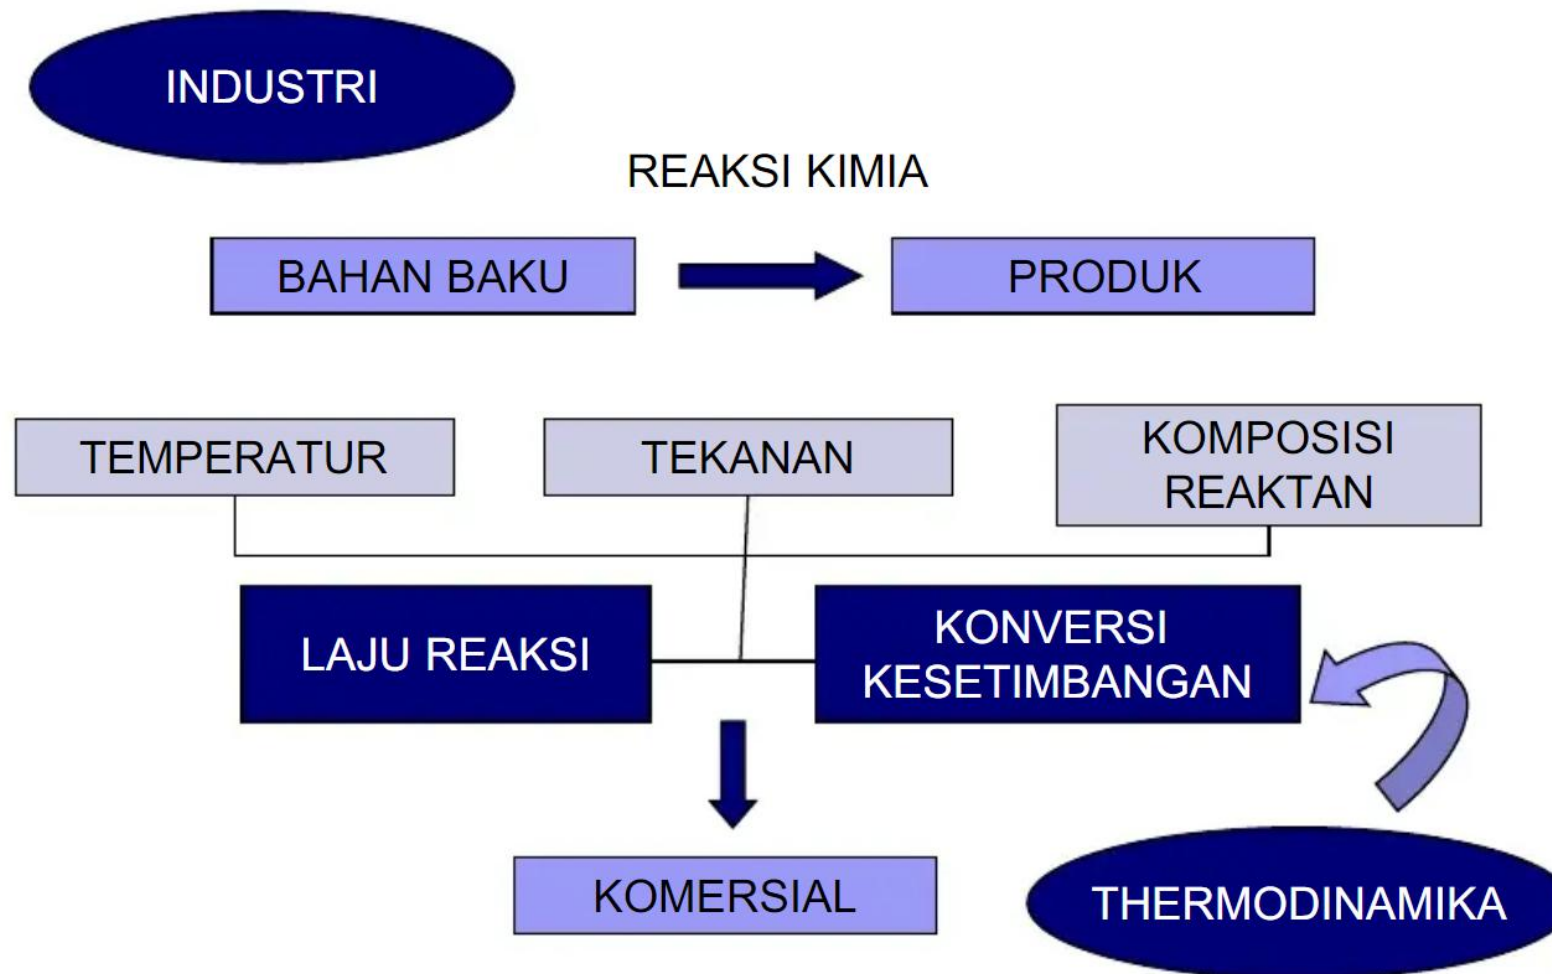 INDUSTRI
REAKSI KIMIA
BAHAN BAKU
PRODUK
TEMPERATUR
TEKANAN
KOMPOSISI
REAKTAN
LAJU REAKSI
KONVERSI
KESETIMBANGAN
KOMERSIAL
THERMODINAMIKA